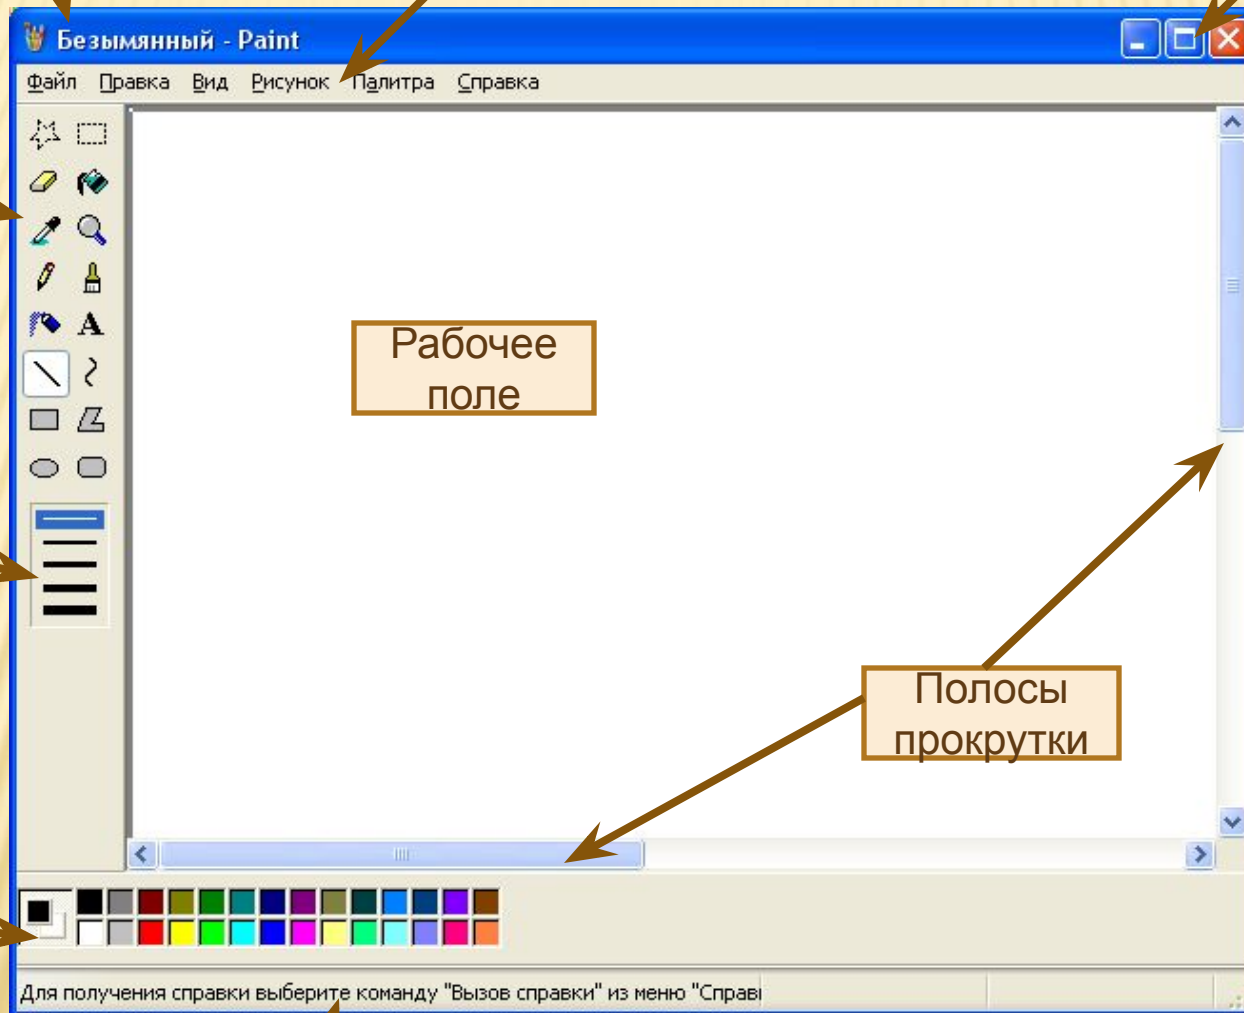 Безымянный - Paint
Файл Правка Вид Рисунок Палитра Справка
A
Рабочее
поле
Полосы
прокрутки
Для получения справки выберите команду "Вызов справки" из меню "Справ